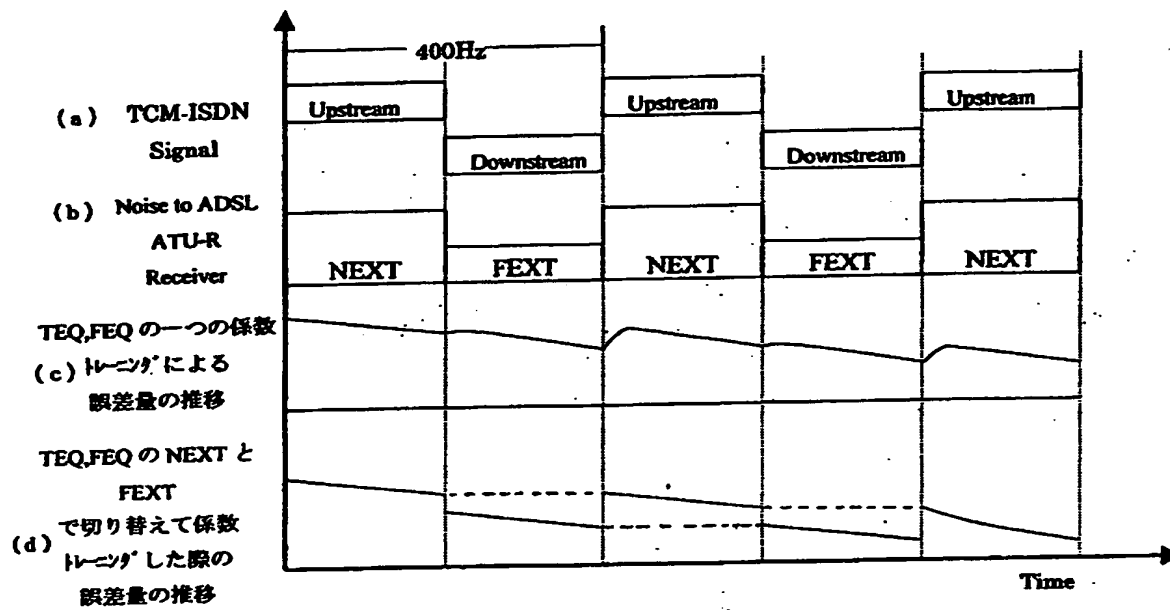 400Hz
(a) TCM-ISDN
Signal
Upstream
Upstream
Upstream
Downstream
Downstream
(b) Noise to ADSL
ATU-R
Receiver
NEXT
FEXT
NEXT
FEXT
NEXT
TEQ,FEQ の一つの係数
(c) ﾄﾚｰﾆﾝｸﾞによる
誤差量の推移
TEQ,FEQ の NEXT と
FEXT
(d) で切り替えて係数
ﾄﾚｰﾆﾝｸﾞした際の
誤差量の推移
Time